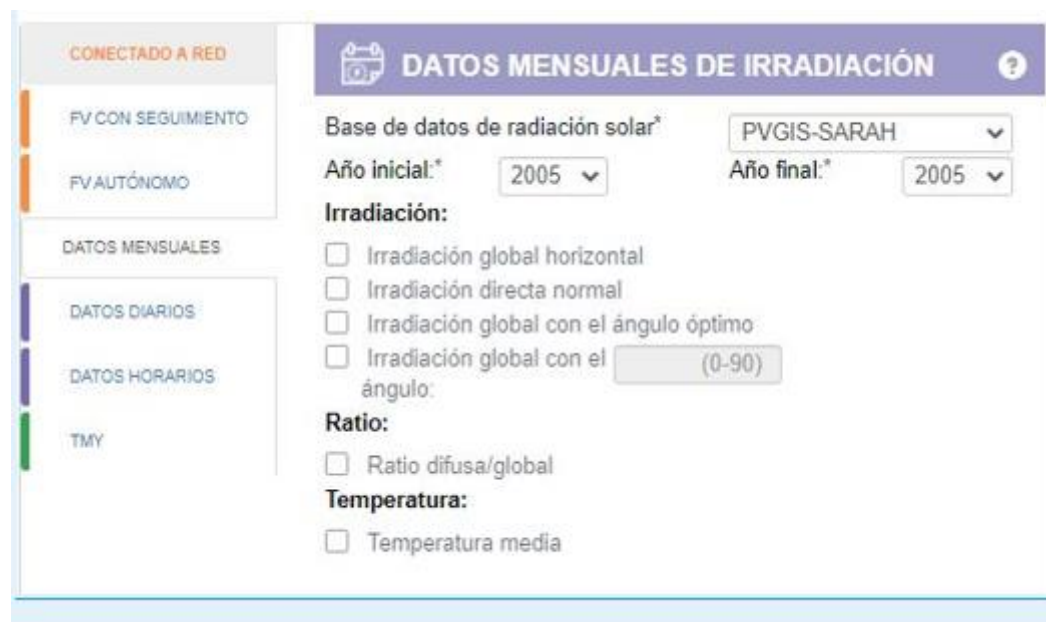 CONECTADO A RED
FV CON SEGUIMIENTO
FV AUTÓNOMO
DATOS MENSUALES
DATOS DIARIOS
DATOS HORARIOS
TMY
DATOS MENSUALES DE IRRADIACIÓN ?
Base de datos de radiación solar* PVGIS-SARAH
Año inicial:* 2005 Año final:* 2005
Irradiación:
Irradiación global horizontal
Irradiación directa normal
Irradiación global con el ángulo óptimo
Irradiación global con el (0-90)
ángulo:
Ratio:
Ratio difusa/global
Temperatura:
Temperatura media